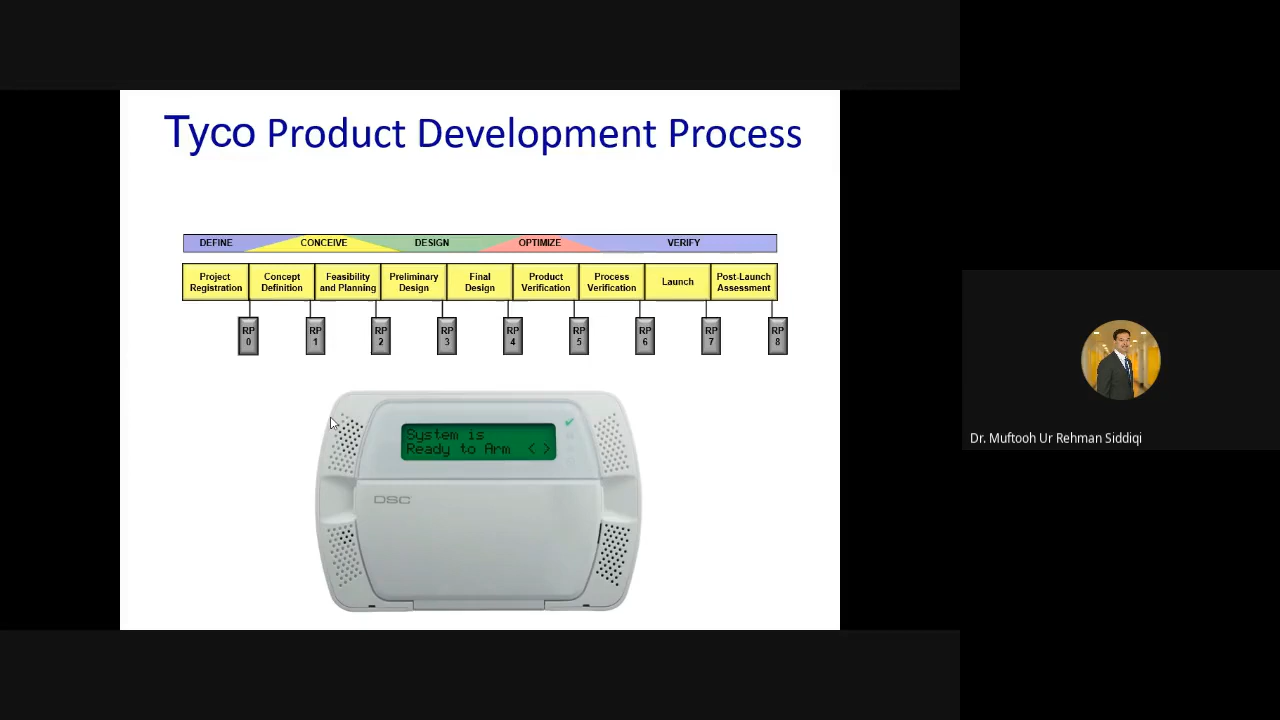 Tyco Product Development Process
DEFINE CONCEIVE DESIGN OPTIMIZE VERIFY
Project Registration
Concept Definition
Feasibility and Planning
Preliminary Design
Final Design
Product Verification
Process Verification
Launch
Post-Launch Assessment
RP 0
RP 1
RP 2
RP 3
RP 4
RP 5
RP 6
RP 7
RP 8
System is
Ready to Arm < >
DSC
Dr. Muftooh Ur Rehman Siddiqi